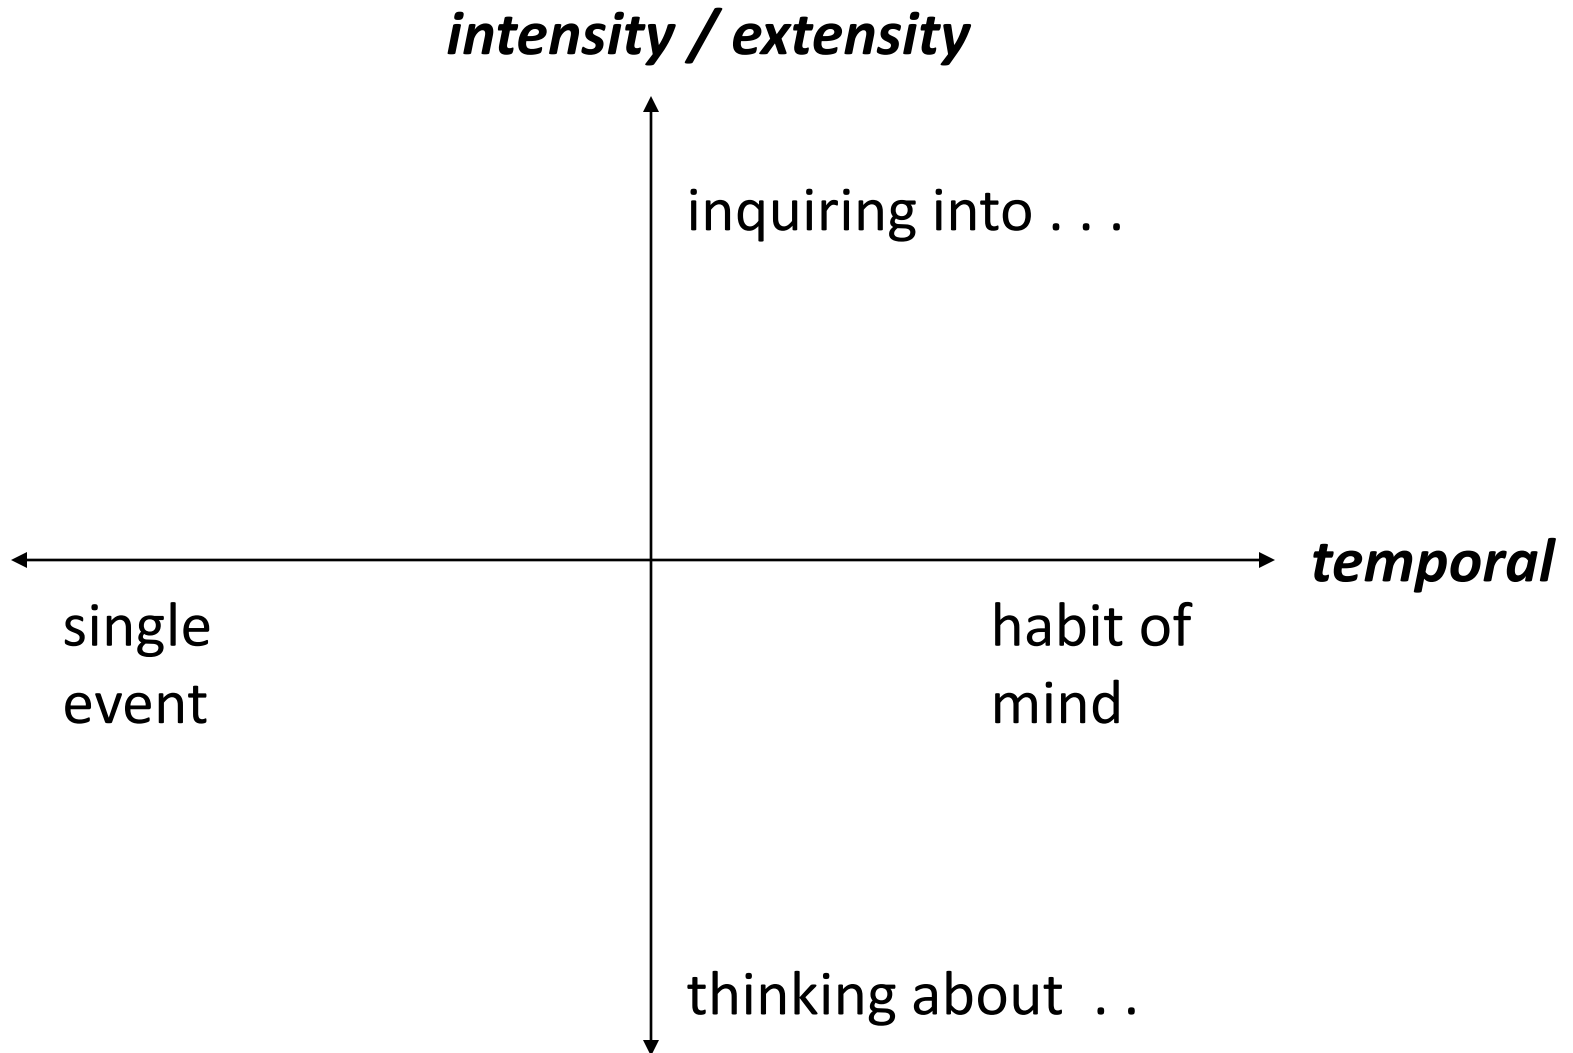 intensity / extensity
inquiring into . . .
temporal
single
event
habit of
mind
thinking about  . .